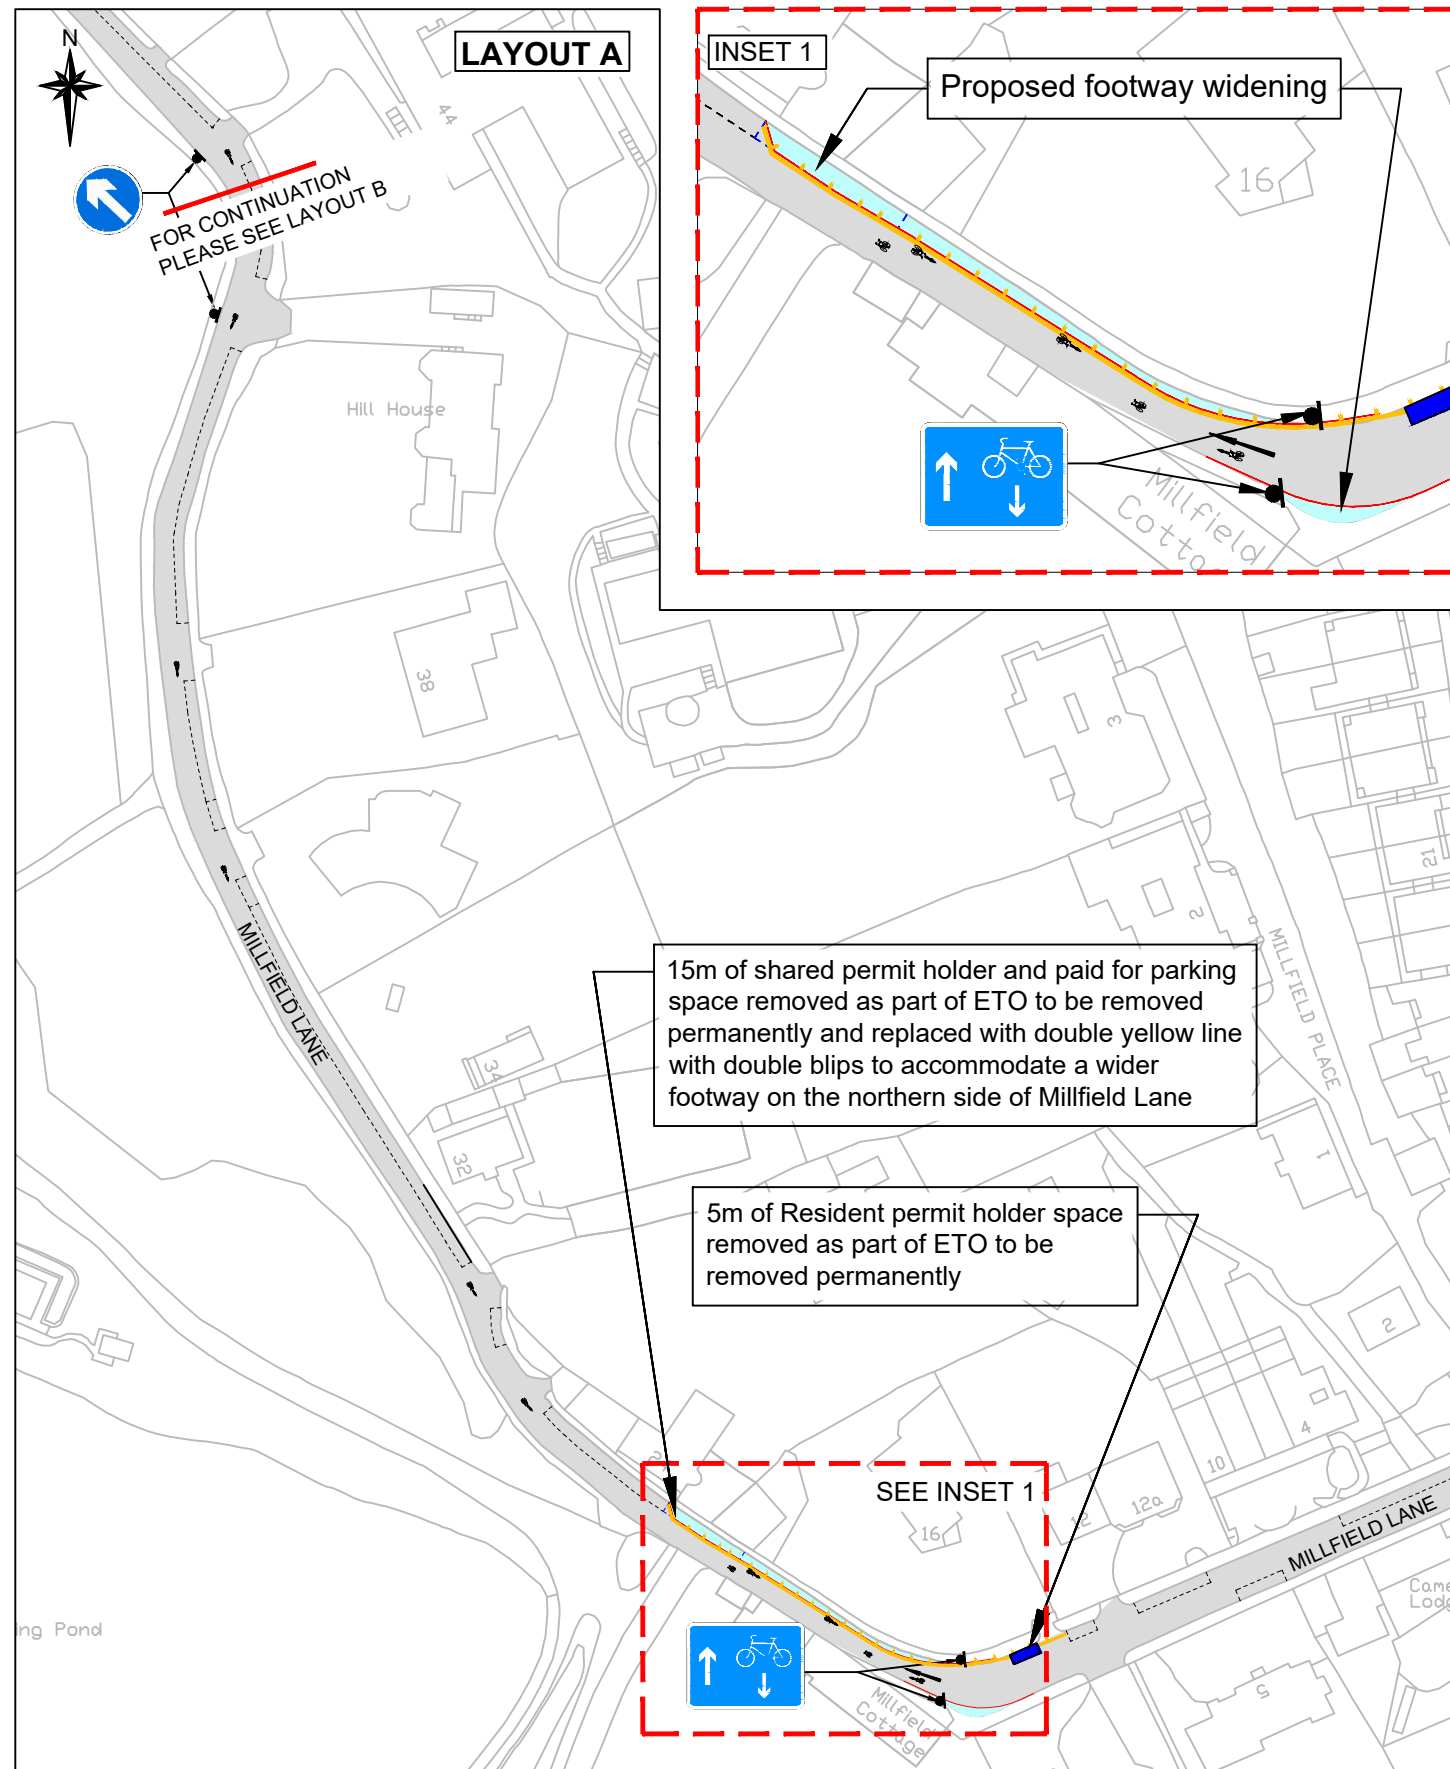 N
LAYOUT A
44
FOR CONTINUATION
PLEASE SEE LAYOUT B
INSET 1
Proposed footway widening
16
Millfield
Hill House
38
3
21
2
MILLFIELD PLACE
MILLFIELD LANE
15m of shared permit holder and paid for parking
space removed as part of ETO to be removed
permanently and replaced with double yellow line
with double blips to accommodate a wider
footway on the northern side of Millfield Lane
34
32
1
5m of Resident permit holder space
removed as part of ETO to be
removed permanently
2
4
10
12a
12
SEE INSET 1
16
MILLFIELD LANE
ing Pond
Millfield
Cottage
5